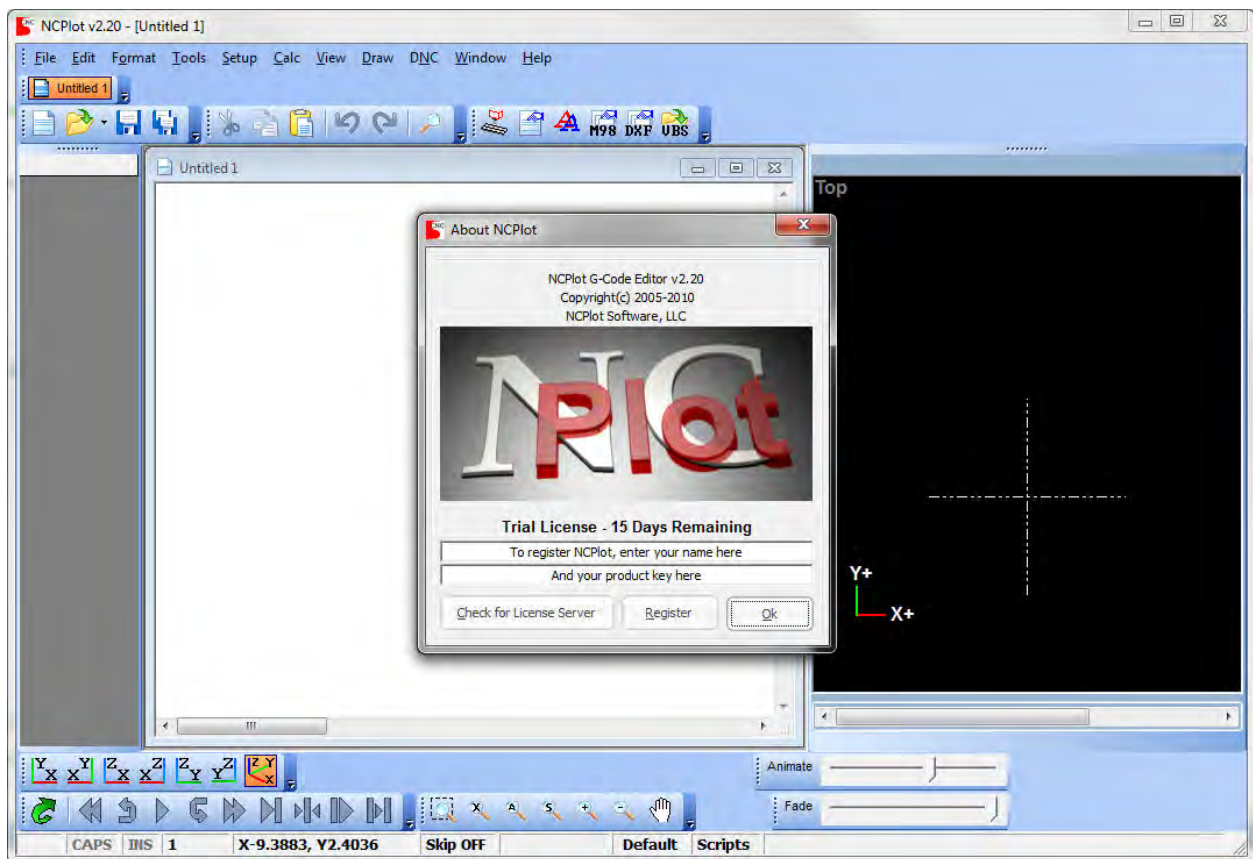 NCPlot v2.20 - [Untitled 1]
File Edit Format Tools Setup Calc View Draw DNC Window Help
Untitled 1
M98 DXF VBS
Untitled 1
Top
CNC About NCPlot
NCPlot G-Code Editor v2.20
Copyright(c) 2005-2010
NCPlot Software, LLC
NC
Plot
Trial License - 15 Days Remaining
To register NCPlot, enter your name here
And your product key here
Check for License Server Register Ok
Y+
X+
Y X X Y Z X X Z Z Y Y Z Z Y X
Animate
X A S + -
Fade
CAPS INS 1 X-9.3883, Y2.4036 Skip OFF Default Scripts